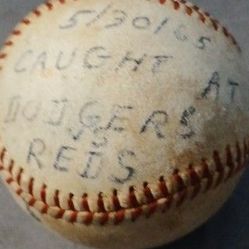 5/30/65
CAUGHT AT
DODGERS
VS
REDS